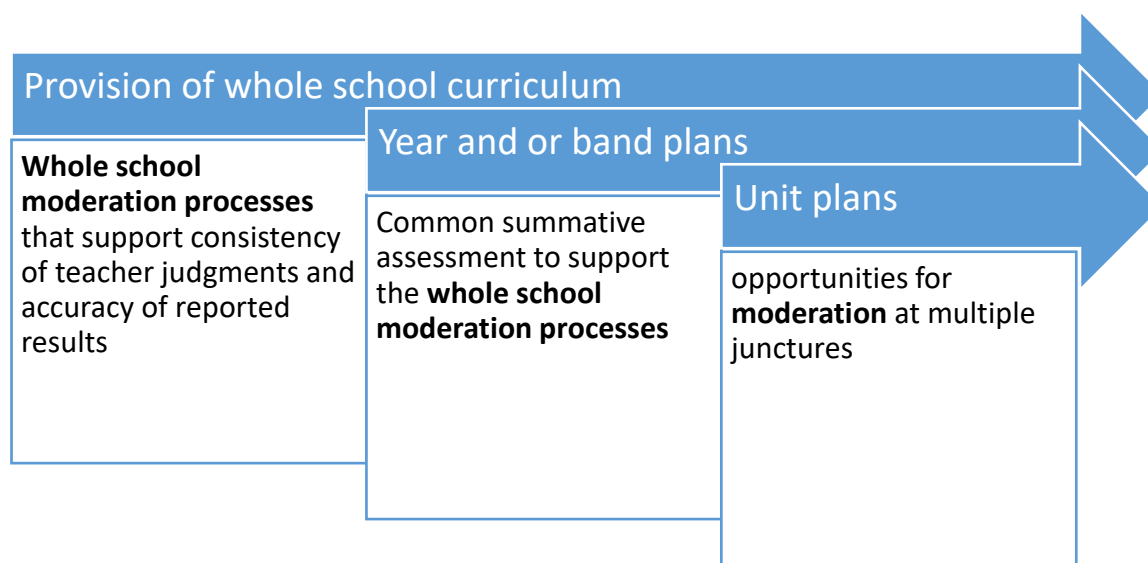 Provision of whole school curriculum
Whole school
moderation processes
that support consistency
of teacher judgments and
accuracy of reported
results
Year and or band plans
Common summative
assessment to support
the whole school
moderation processes
Unit plans
opportunities for
moderation at multiple
junctures